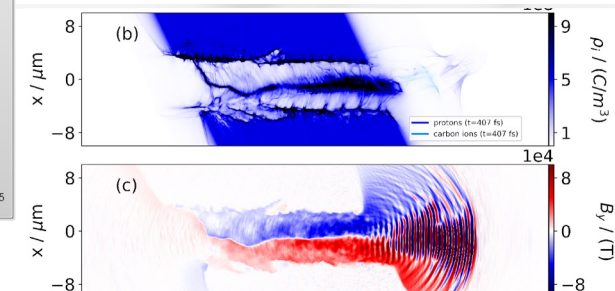 8
(b)
9
x / μm
0
5
ρi / (C/m³)
protons (t=407 fs)
carbon ions (t=407 fs)
−8
1
1e4
8
(c)
8
x / μm
0
0
By / (T)
−8
−8
5